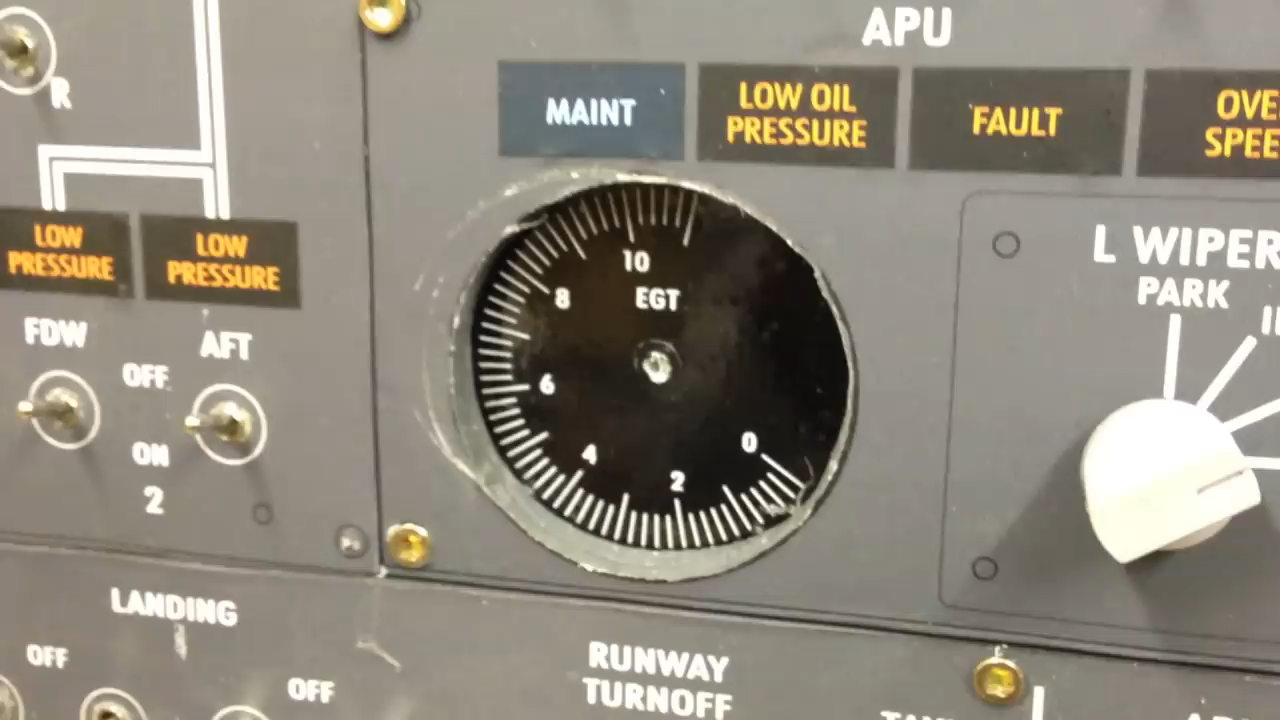 APU
MAINT
LOW OIL
PRESSURE
FAULT
R
LOW
PRESSURE
LOW
PRESSURE
FDW
AFT
OFF
ON
2
10
EGT
8
6
4
2
0
L WIPER
PARK
LANDING
OFF
OFF
RUNWAY
TURNOFF